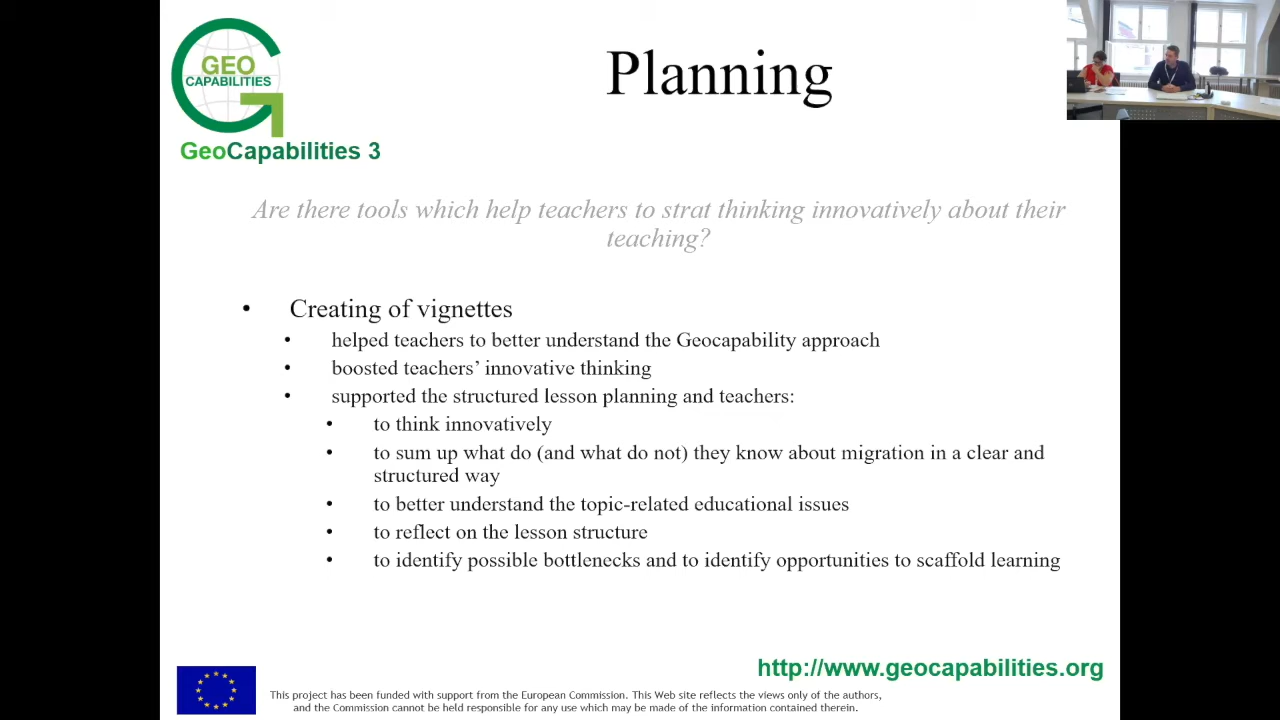 GEO
CAPABILITIES
GeoCapabilities 3
Planning
Are there tools which help teachers to strat thinking innovatively about their
teaching?
• Creating of vignettes
• helped teachers to better understand the Geocapability approach
• boosted teachers’ innovative thinking
• supported the structured lesson planning and teachers:
• to think innovatively
• to sum up what do (and what do not) they know about migration in a clear and
structured way
• to better understand the topic-related educational issues
• to reflect on the lesson structure
• to identify possible bottlenecks and to identify opportunities to scaffold learning
http://www.geocapabilities.org
This project has been funded with support from the European Commission. This Web site reflects the views only of the authors,
and the Commission cannot be held responsible for any use which may be made of the information contained therein.